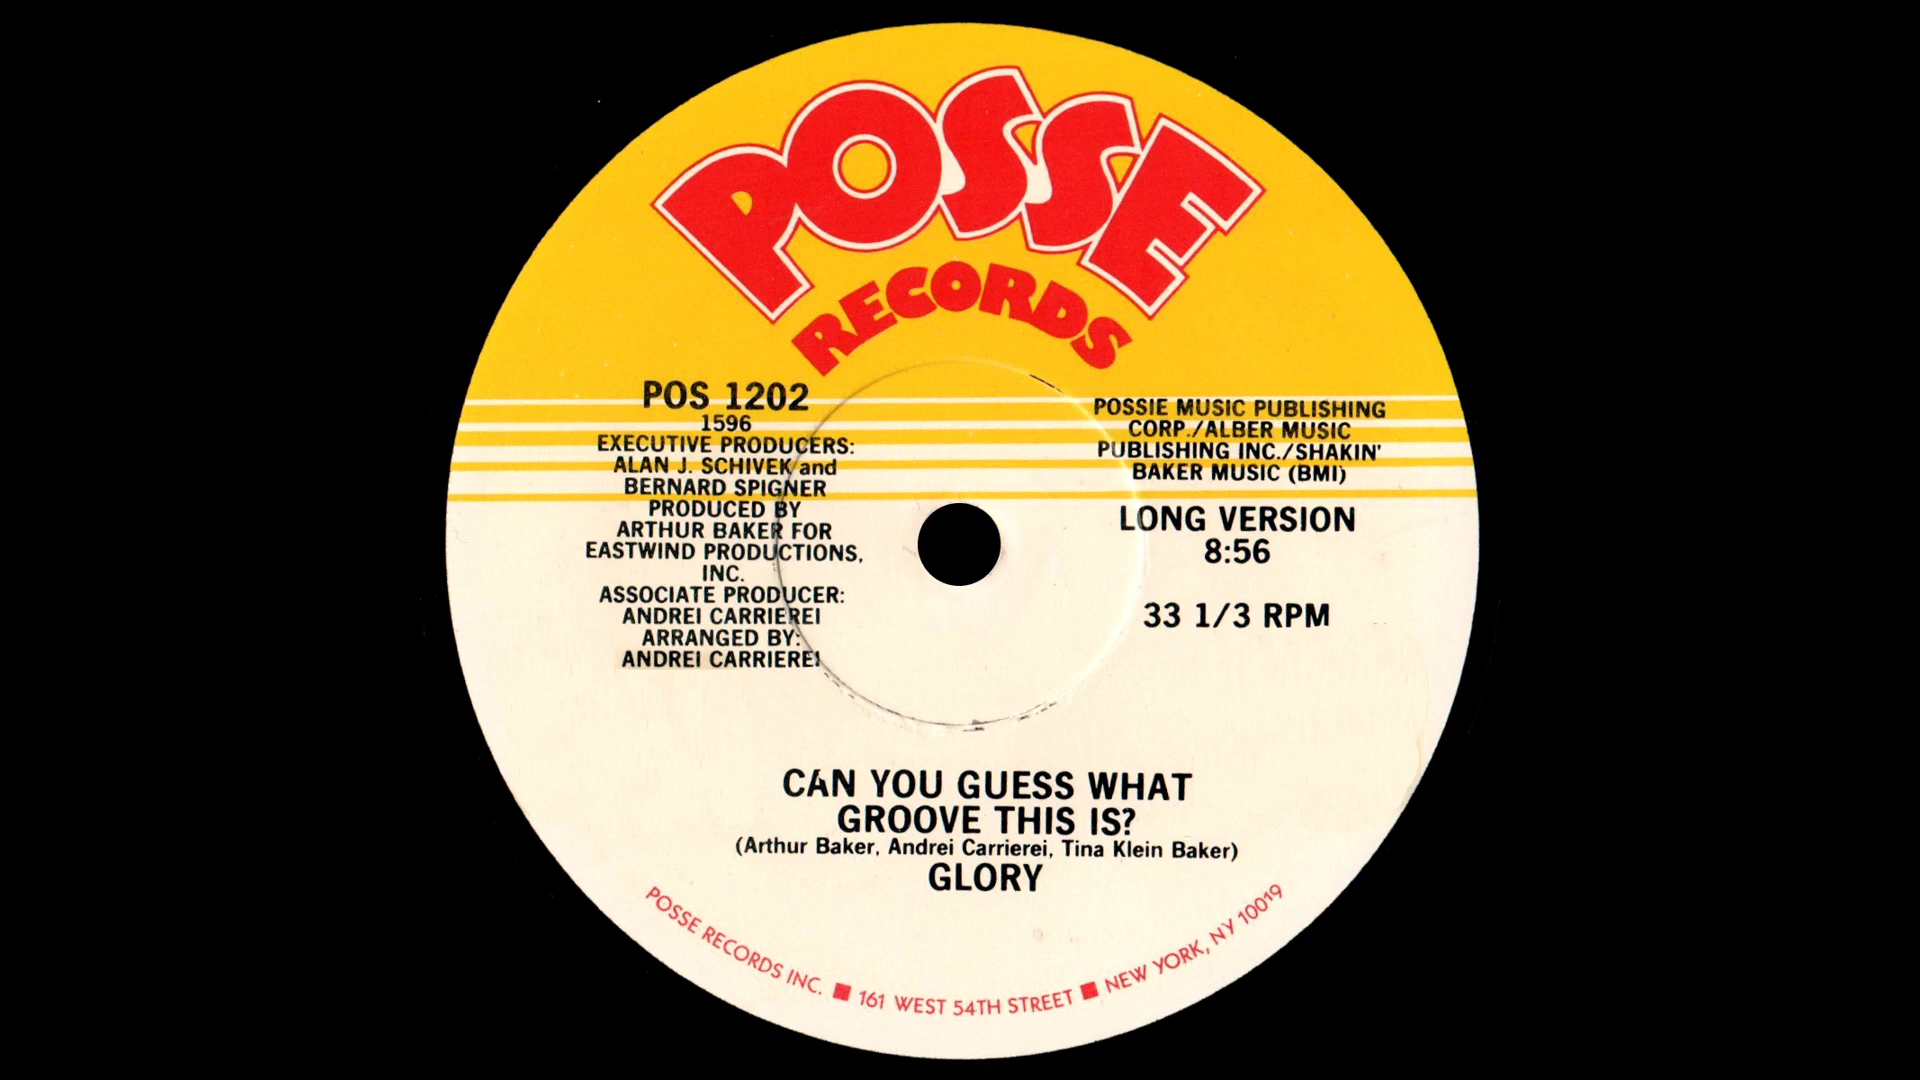 POSSE
RECORDS
POS 1202
1596
EXECUTIVE PRODUCERS:
ALAN J. SCHIVEK and
BERNARD SPIGNER
PRODUCED BY
ARTHUR BAKER FOR
EASTWIND PRODUCTIONS,
INC.
ASSOCIATE PRODUCER:
ANDREI CARRIEREI
ARRANGED BY:
ANDREI CARRIEREI
POSSIE MUSIC PUBLISHING
CORP./ALBER MUSIC
PUBLISHING INC./SHAKIN'
BAKER MUSIC (BMI)
LONG VERSION
8:56
33 1/3 RPM
CAN YOU GUESS WHAT
GROOVE THIS IS?
(Arthur Baker, Andrei Carrierei, Tina Klein Baker)
GLORY
POSSE RECORDS INC. ■ 161 WEST 54TH STREET ■ NEW YORK, NY 10019